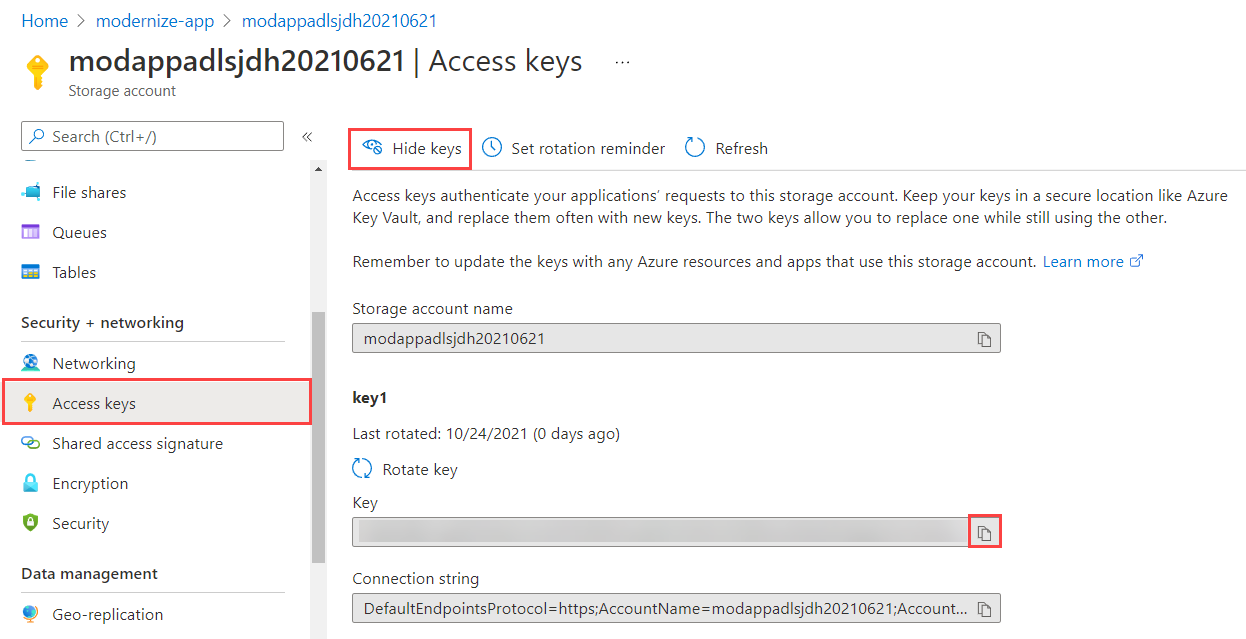 Home > modernize-app > modappadlsjdh20210621
modappadlsjdh20210621 | Access keys ...
Storage account
Search (Ctrl+/)
«
File shares
Queues
Tables
Security + networking
Networking
Access keys
Shared access signature
Encryption
Security
Data management
Geo-replication
Hide keys
Set rotation reminder
Refresh
Access keys authenticate your applications' requests to this storage account. Keep your keys in a secure location like Azure
Key Vault, and replace them often with new keys. The two keys allow you to replace one while still using the other.
Remember to update the keys with any Azure resources and apps that use this storage account. Learn more
Storage account name
modappadlsjdh20210621
key1
Last rotated: 10/24/2021 (0 days ago)
Rotate key
Key
Connection string
DefaultEndpointsProtocol=https;AccountName=modappadlsjdh20210621;Account...